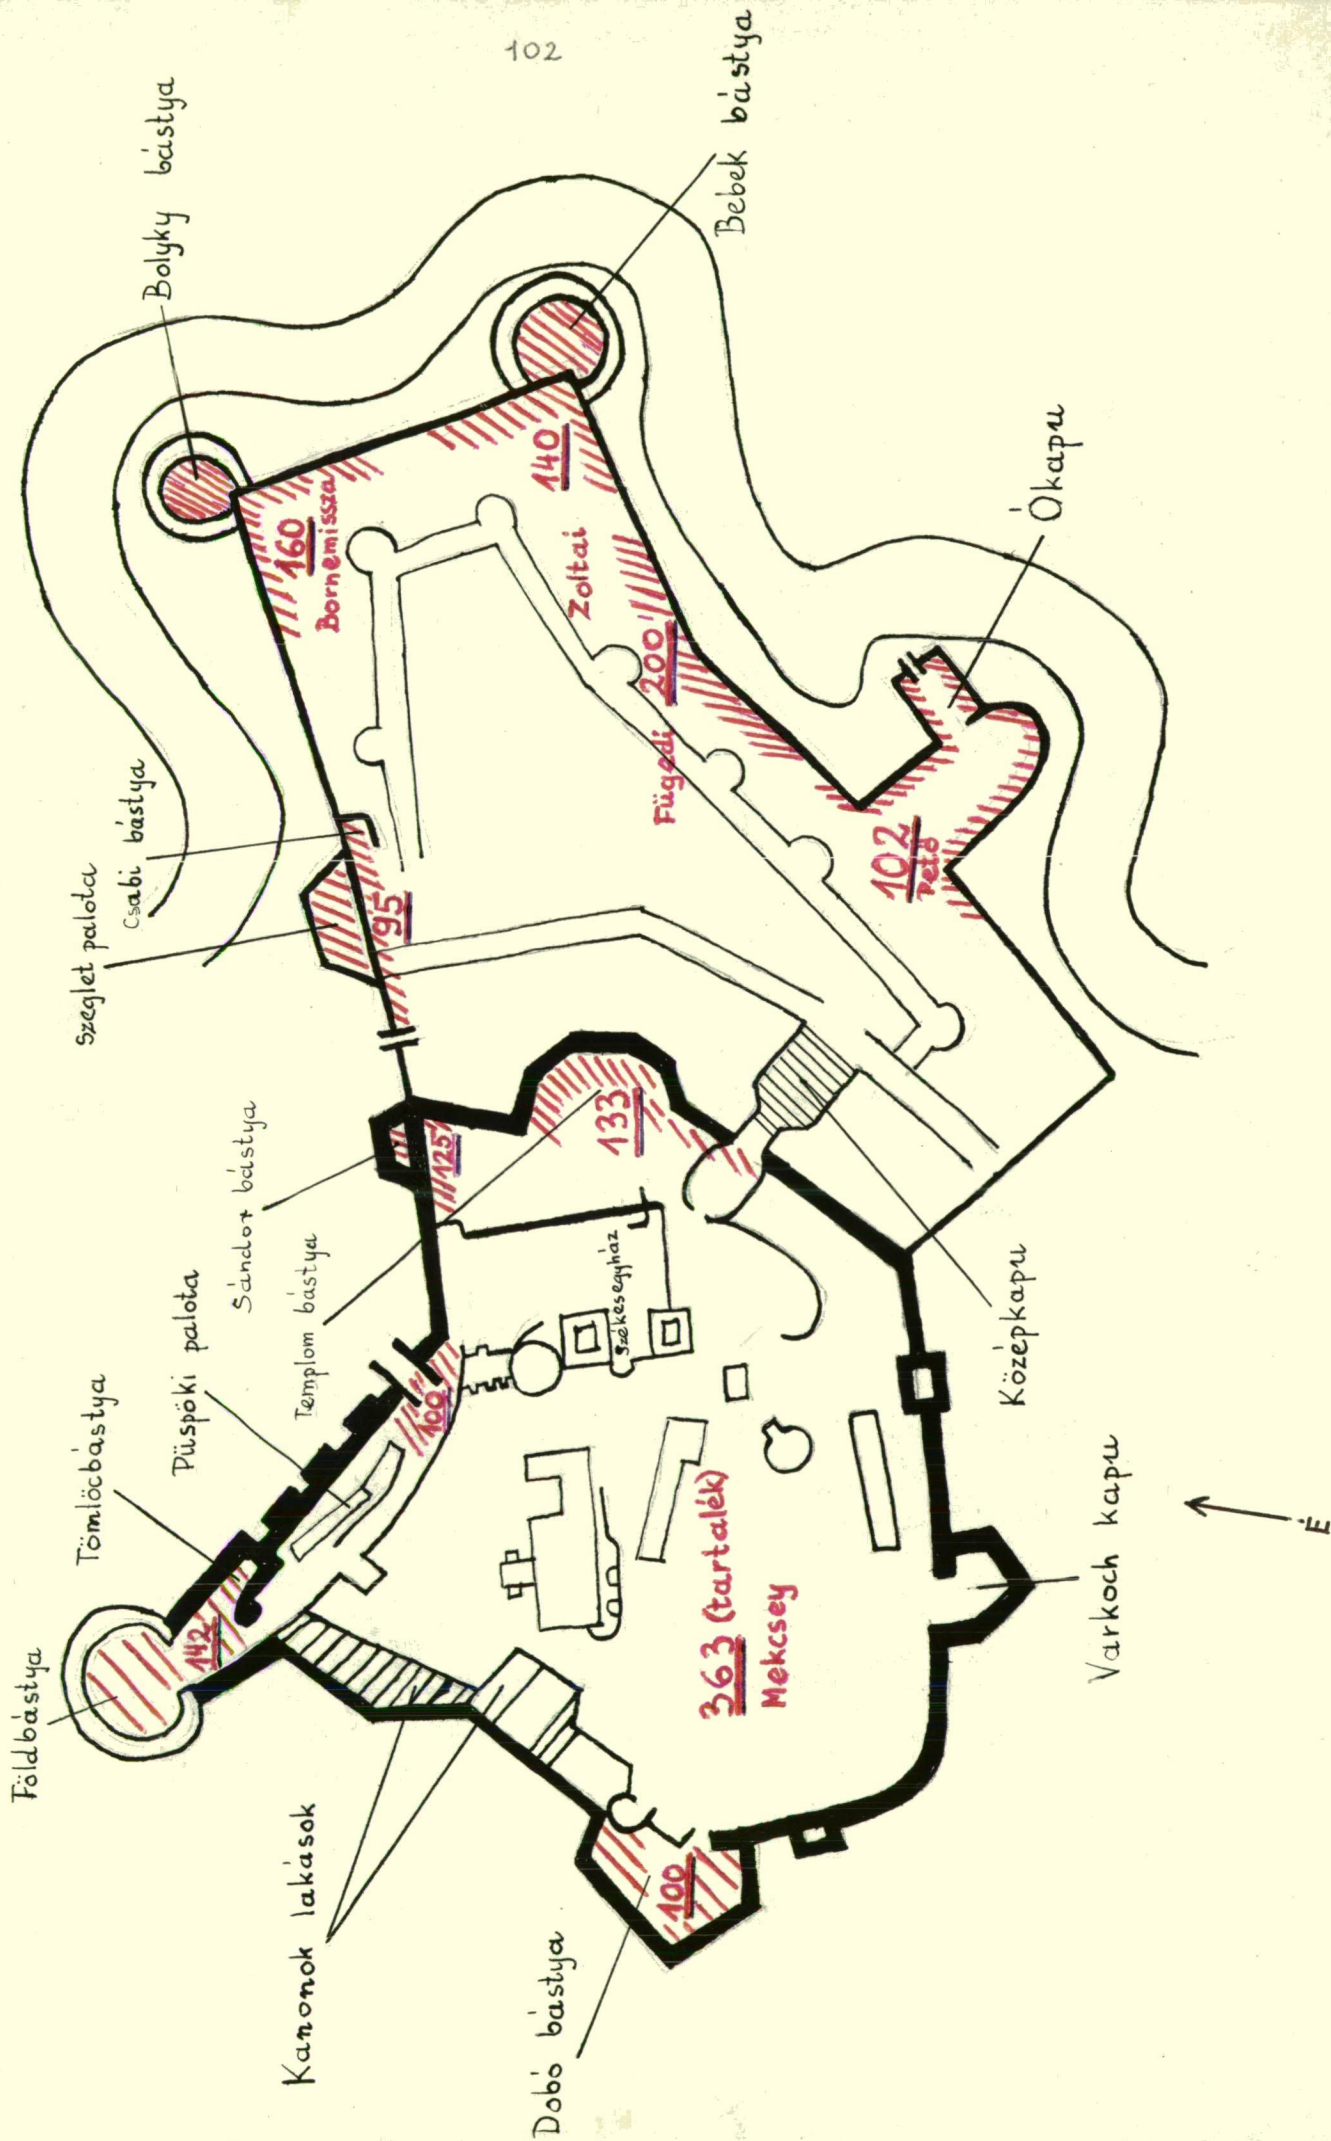 102
Bolyky bástya
Bebek bástya
160
Bornemissza
140
Zoltai
Fügedi 200
Ókapu
102
Pető
Csabi bástya
Szeglet palota
95
Sándor bástya
125
133
Templom bástya
Székesegyház
Középkapu
Püspöki palota
100
Tömlöcbástya
142
Földbástya
363 (tartalék)
Mekcsey
Varkoch kapu
É
Kanonok lakások
100
Dobó bástya